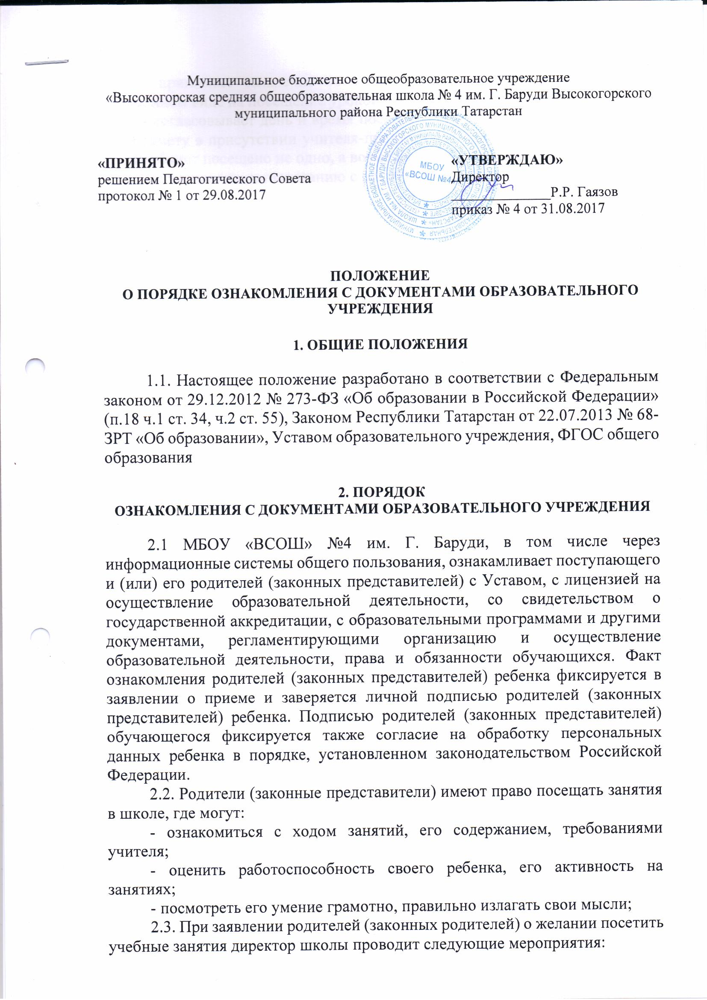 Муниципальное бюджетное общеобразовательное учреждение
«Высокогорская средняя общеобразовательная школа № 4 им. Г. Баруди Высокогорского
муниципального района Республики Татарстан
«ПРИНЯТО»
решением Педагогического Совета
протокол № 1 от 29.08.2017
МБОУ
«ВСОШ №4»
«УТВЕРЖДАЮ»
Директор
Р.Р. Гаязов
приказ № 4 от 31.08.2017
ПОЛОЖЕНИЕ
О ПОРЯДКЕ ОЗНАКОМЛЕНИЯ С ДОКУМЕНТАМИ ОБРАЗОВАТЕЛЬНОГО
УЧРЕЖДЕНИЯ
1. ОБЩИЕ ПОЛОЖЕНИЯ
1.1. Настоящее положение разработано в соответствии с Федеральным
законом от 29.12.2012 № 273-ФЗ «Об образовании в Российской Федерации»
(п.18 ч.1 ст. 34, ч.2 ст. 55), Законом Республики Татарстан от 22.07.2013 № 68-
ЗРТ «Об образовании», Уставом образовательного учреждения, ФГОС общего
образования
2. ПОРЯДОК
ОЗНАКОМЛЕНИЯ С ДОКУМЕНТАМИ ОБРАЗОВАТЕЛЬНОГО УЧРЕЖДЕНИЯ
2.1 МБОУ «ВСОШ» №4 им. Г. Баруди, в том числе через
информационные системы общего пользования, ознакамливает поступающего
и (или) его родителей (законных представителей) с Уставом, с лицензией на
осуществление образовательной деятельности, со свидетельством о
государственной аккредитации, с образовательными программами и другими
документами, регламентирующими организацию и осуществление
образовательной деятельности, права и обязанности обучающихся. Факт
ознакомления родителей (законных представителей) ребенка фиксируется в
заявлении о приеме и заверяется личной подписью родителей (законных
представителей) ребенка. Подписью родителей (законных представителей)
обучающегося фиксируется также согласие на обработку персональных
данных ребенка в порядке, установленном законодательством Российской
Федерации.
2.2. Родители (законные представители) имеют право посещать занятия
в школе, где могут:
- ознакомиться с ходом занятий, его содержанием, требованиями
учителя;
- оценить работоспособность своего ребенка, его активность на
занятиях;
- посмотреть его умение грамотно, правильно излагать свои мысли;
2.3. При заявлении родителей (законных родителей) о желании посетить
учебные занятия директор школы проводит следующие мероприятия: